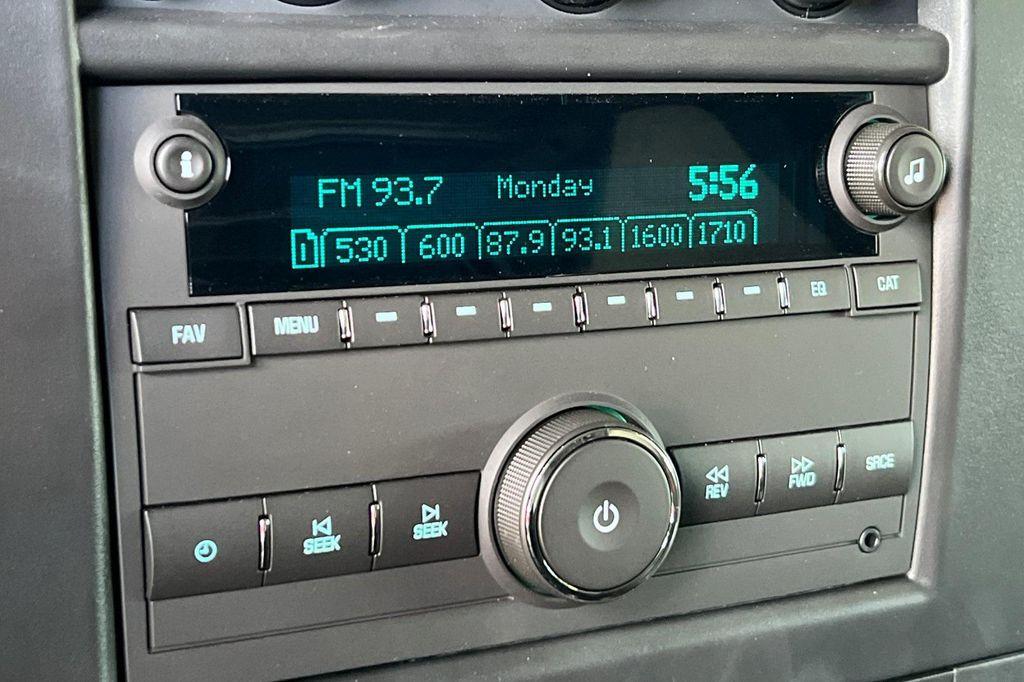 i
FM 93.7 Monday 5:56
1 530 600 87.9 93.1 1600 1710
FAV MENU EQ CAT
SEEK SEEK REV FWD SRCE